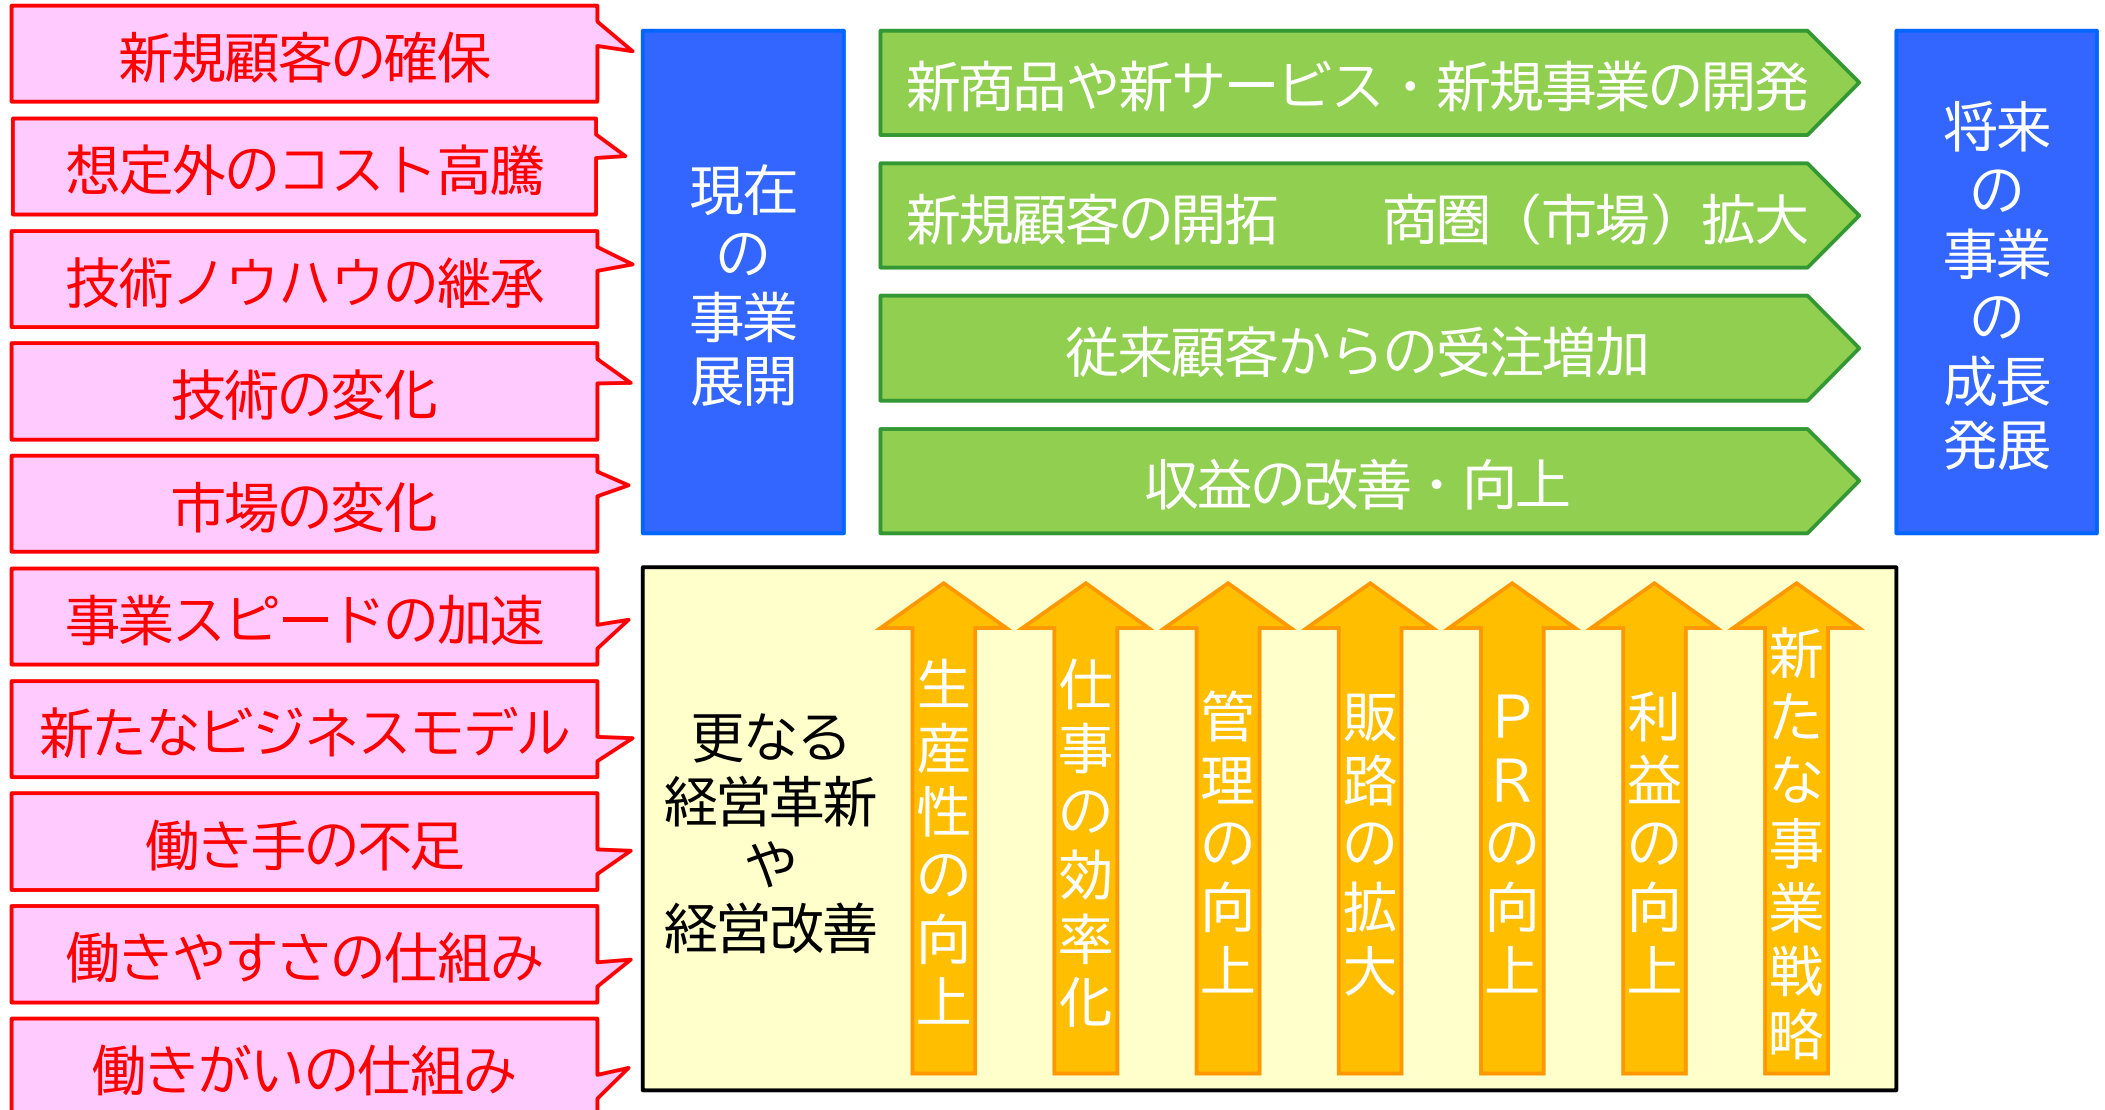 新規顧客の確保
想定外のコスト高騰
技術ノウハウの継承
技術の変化
市場の変化
事業スピードの加速
新たなビジネスモデル
働き手の不足
働きやすさの仕組み
働きがいの仕組み
現在
の
事業
展開
新商品や新サービス・新規事業の開発
新規顧客の開拓　　商圏（市場）拡大
従来顧客からの受注増加
収益の改善・向上
将来
の
事業
の
成長
発展
更なる
経営革新
や
経営改善
生産性の向上
仕事の効率化
管理の向上
販路の拡大
ＰＲの向上
利益の向上
新たな事業戦略